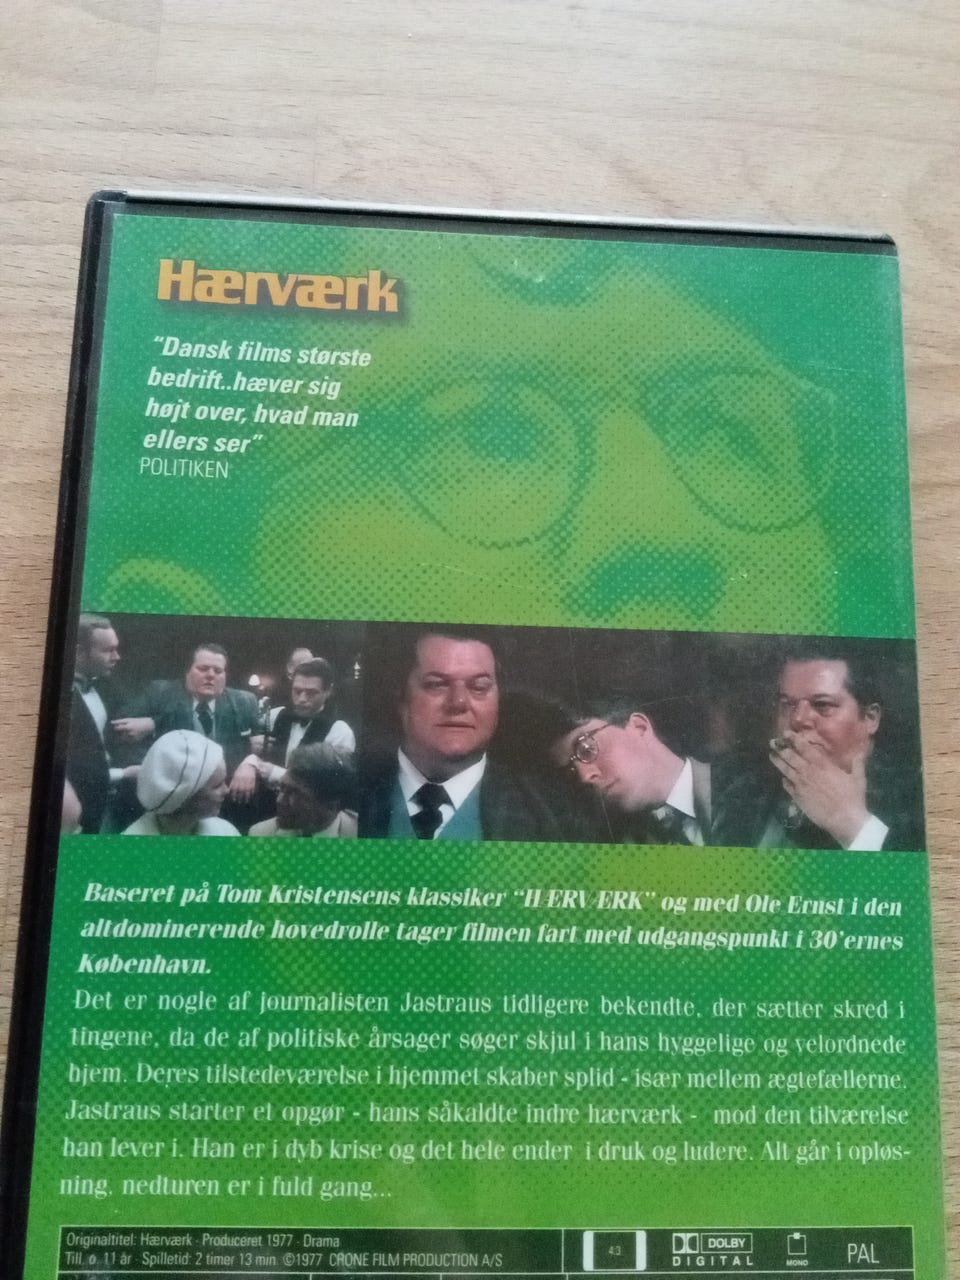 Hærværk
"Dansk films største
bedrift..hæver sig
højt over, hvad man
ellers ser"
POLITIKEN
Baseret på Tom Kristensens klassiker "HÆRVÆRK" og med Ole Ernst i den
altdominerende hovedrolle tager filmen fart med udgangspunkt i 30'ernes
København.
Det er nogle af journalisten Jastraus tidligere bekendte, der sætter skred i
tingene, da de af politiske årsager søger skjul i hans hyggelige og velordnede
hjem. Deres tilstedeværelse i hjemmet skaber splid - især mellem ægtefællerne.
Jastraus starter et opgør - hans såkaldte indre hærværk - mod den tilværelse
han lever i. Han er i dyb krise og det hele ender i druk og ludere. Alt går i opløs-
ning, nedturen er i fuld gang...
Originaltitel: Hærværk · Produceret 1977 · Drama
Till. o. 11 år · Spilletid: 2 timer 13 min. ©1977 CRONE FILM PRODUCTION A/S
4:3
DOLBY
DIGITAL
MONO
PAL